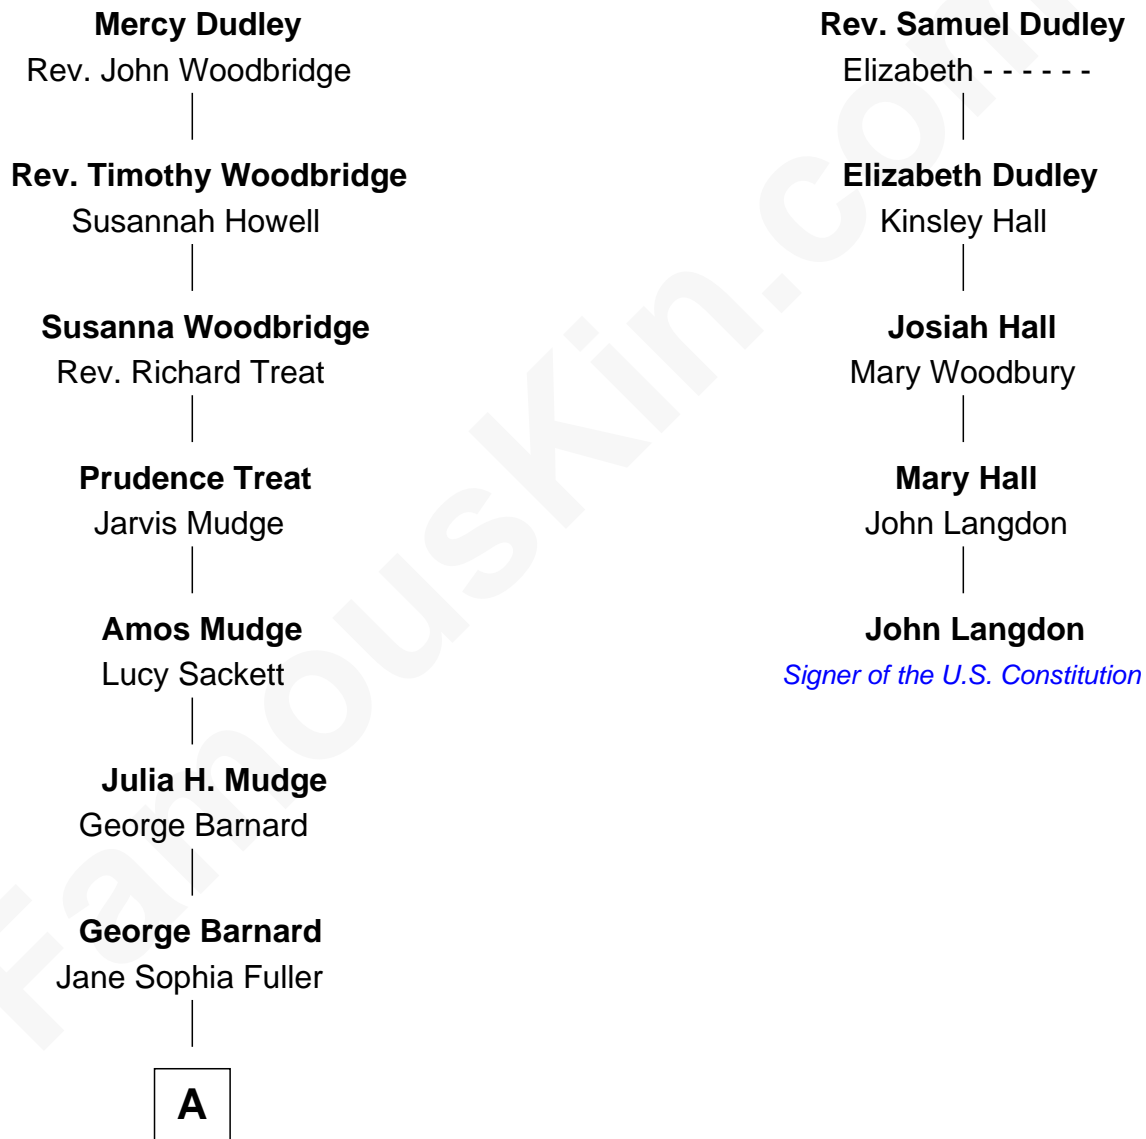 Mercy Dudley
Rev. John Woodbridge
Rev. Timothy Woodbridge
Susannah Howell
Susanna Woodbridge
Rev. Richard Treat
Prudence Treat
Jarvis Mudge
Amos Mudge
Lucy Sackett
Julia H. Mudge
George Barnard
George Barnard
Jane Sophia Fuller
A
Rev. Samuel Dudley
Elizabeth - - - - - -
Elizabeth Dudley
Kinsley Hall
Josiah Hall
Mary Woodbury
Mary Hall
John Langdon
John Langdon
Signer of the U.S. Constitution
FamousKin.com